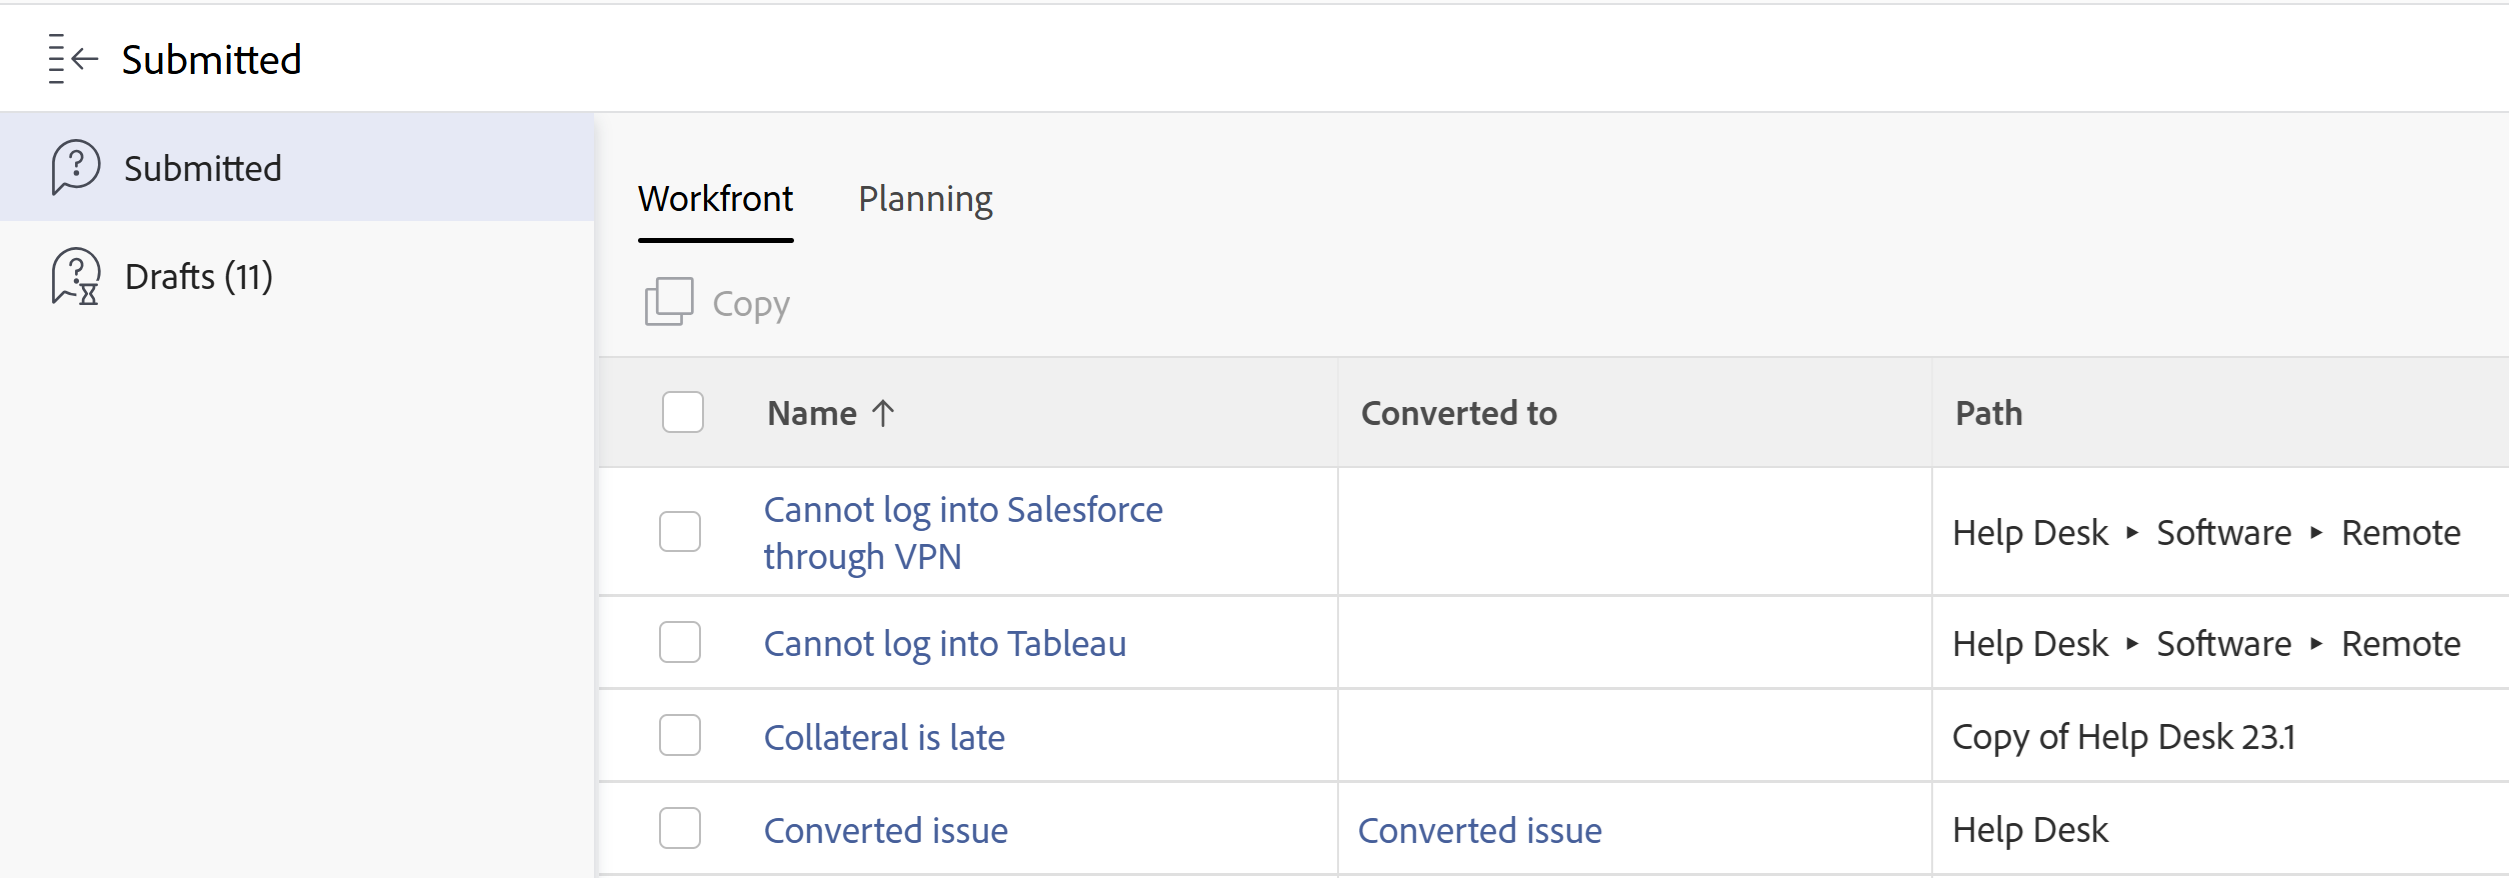 Submitted
Submitted
Drafts (11)
Workfront Planning
Copy
Name ↑ Converted to Path
Cannot log into Salesforce
through VPN
Help Desk ▸ Software ▸ Remote
Cannot log into Tableau Help Desk ▸ Software ▸ Remote
Collateral is late Copy of Help Desk 23.1
Converted issue Converted issue Help Desk